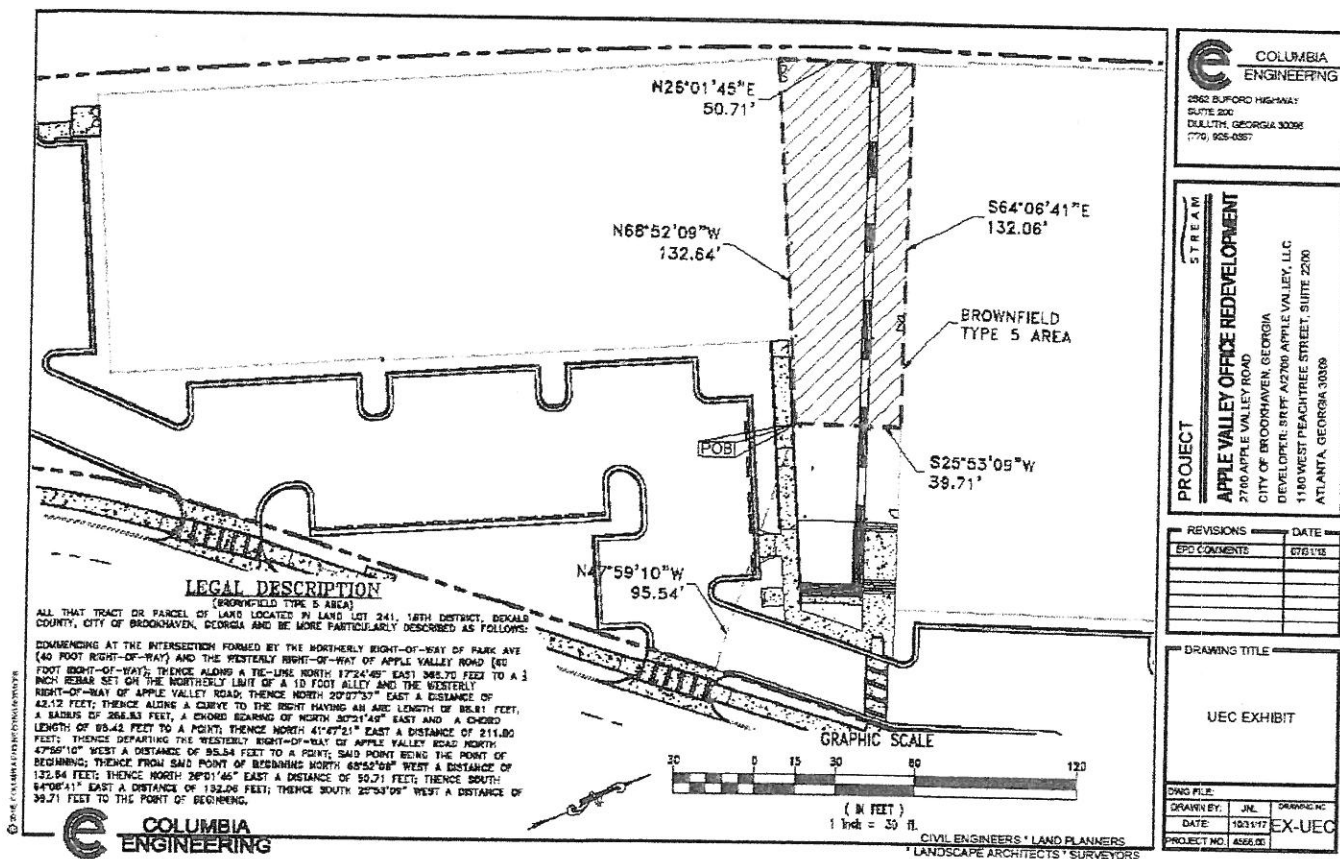 N26°01'45"E
50.71'
N68°52'09"W
132.64'
S64°06'41"E
132.06'
BROWNFIELD
TYPE 5 AREA
POB
S25°53'09"W
39.71'
N47°59'10"W
95.54'
LEGAL DESCRIPTION
(BROWNFIELD TYPE 5 AREA)
ALL THAT TRACT OR PARCEL OF LAND LOCATED IN LAND LOT 241, 18TH DISTRICT, DEKALB
COUNTY, CITY OF BROOKHAVEN, GEORGIA AND BE MORE PARTICULARLY DESCRIBED AS FOLLOWS:
COMMENCING AT THE INTERSECTION FORMED BY THE NORTHERLY RIGHT-OF-WAY OF PARK AVE
(40 FOOT RIGHT-OF-WAY) AND THE WESTERLY RIGHT-OF-WAY OF APPLE VALLEY ROAD (60
FOOT RIGHT-OF-WAY); THENCE ALONG A TIE-LINE NORTH 17°24'49" EAST 365.70 FEET TO A
INCH REBAR SET ON THE NORTHERLY LIMIT OF A 10 FOOT ALLEY AND THE WESTERLY
RIGHT-OF-WAY OF APPLE VALLEY ROAD; THENCE NORTH 20°07'37" EAST A DISTANCE OF
42.12 FEET; THENCE ALONG A CURVE TO THE RIGHT HAVING AN ARC LENGTH OF FEET,
A RADIUS OF FEET, A CHORD BEARING OF NORTH 30°21'49" EAST AND A CHORD
LENGTH OF FEET TO A POINT; THENCE NORTH 41°47'21" EAST A DISTANCE OF
FEET; THENCE DEPARTING THE WESTERLY RIGHT-OF-WAY OF APPLE VALLEY ROAD NORTH
47°59'10" WEST A DISTANCE OF 95.54 FEET TO A POINT; SAID POINT BEING THE POINT OF
BEGINNING; THENCE FROM SAID POINT OF BEGINNING NORTH 68°52'09" WEST A DISTANCE OF
132.64 FEET; THENCE NORTH 26°01'45" EAST A DISTANCE OF 50.71 FEET; THENCE SOUTH
64°06'41" EAST A DISTANCE OF 132.06 FEET; THENCE SOUTH 25°53'09" WEST A DISTANCE OF
39.71 FEET TO THE POINT OF BEGINNING.
COLUMBIA
ENGINEERING
GRAPHIC SCALE
30 0 15 30 60 120
( IN FEET )
1 inch = 30 ft.
CIVIL ENGINEERS * LAND PLANNERS
* LANDSCAPE ARCHITECTS * SURVEYORS
COLUMBIA
ENGINEERING
2862 BUFORD HIGHWAY
SUITE 200
DULUTH, GEORGIA 30096
(770) 925-0357
STREAM
PROJECT
APPLE VALLEY OFFICE REDEVELOPMENT
2700 APPLE VALLEY ROAD
CITY OF BROOKHAVEN, GEORGIA
DEVELOPER: SRPF A/2700 APPLE VALLEY, LLC
1180 WEST PEACHTREE STREET, SUITE 2200
ATLANTA, GEORGIA 30309
REVISIONS DATE
EPD COMMENTS 07/31/18
DRAWING TITLE
UEC EXHIBIT
DWG FILE:
DRAWN BY: JNL DRAWING NO.
DATE: 10/31/17 EX-UEC
PROJECT NO. 4566.00